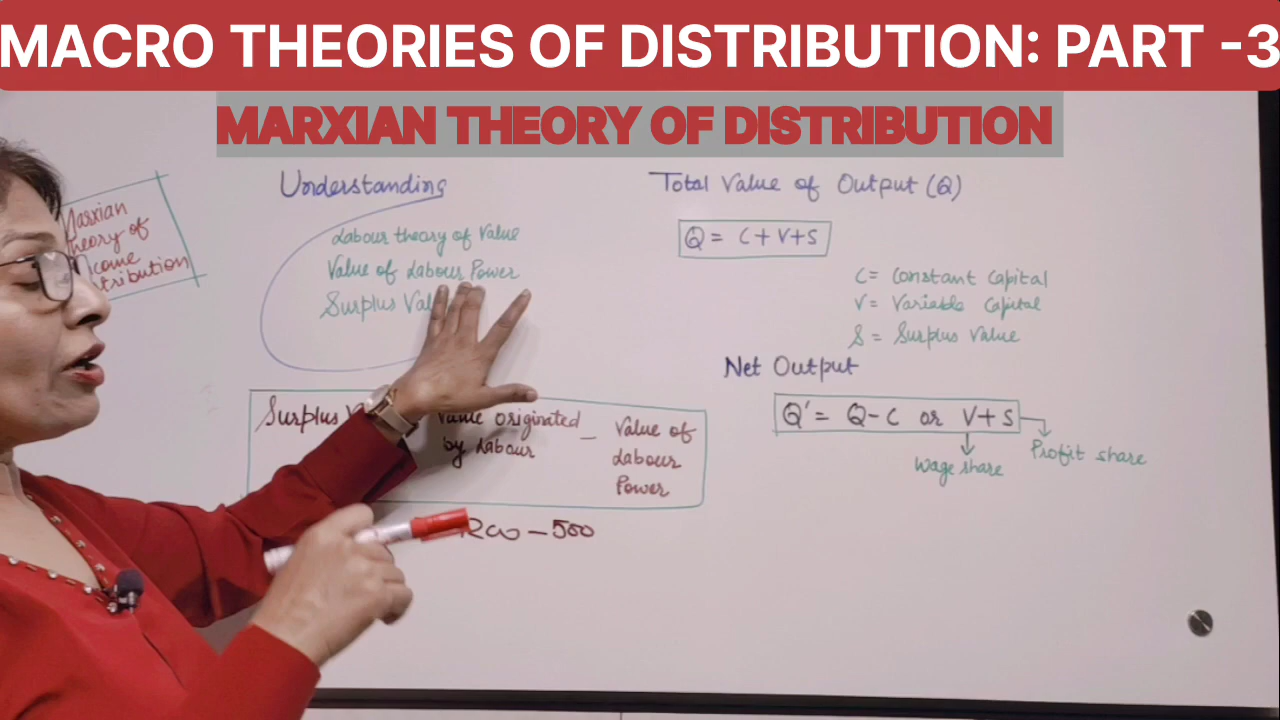 MACRO THEORIES OF DISTRIBUTION: PART -3
MARXIAN THEORY OF DISTRIBUTION
Marxian
Theory of
Understanding
Labour theory of Value
Value of Labour Power
Surplus
Surplus
Value originated
by Labour
–
Value of
Labour
Power
– 500
Total Value of Output (Q)
Q = C + V + S
C = Constant Capital
V = Variable Capital
S = Surplus Value
Net Output
Q' = Q - C or V + S
Wage share
Profit share